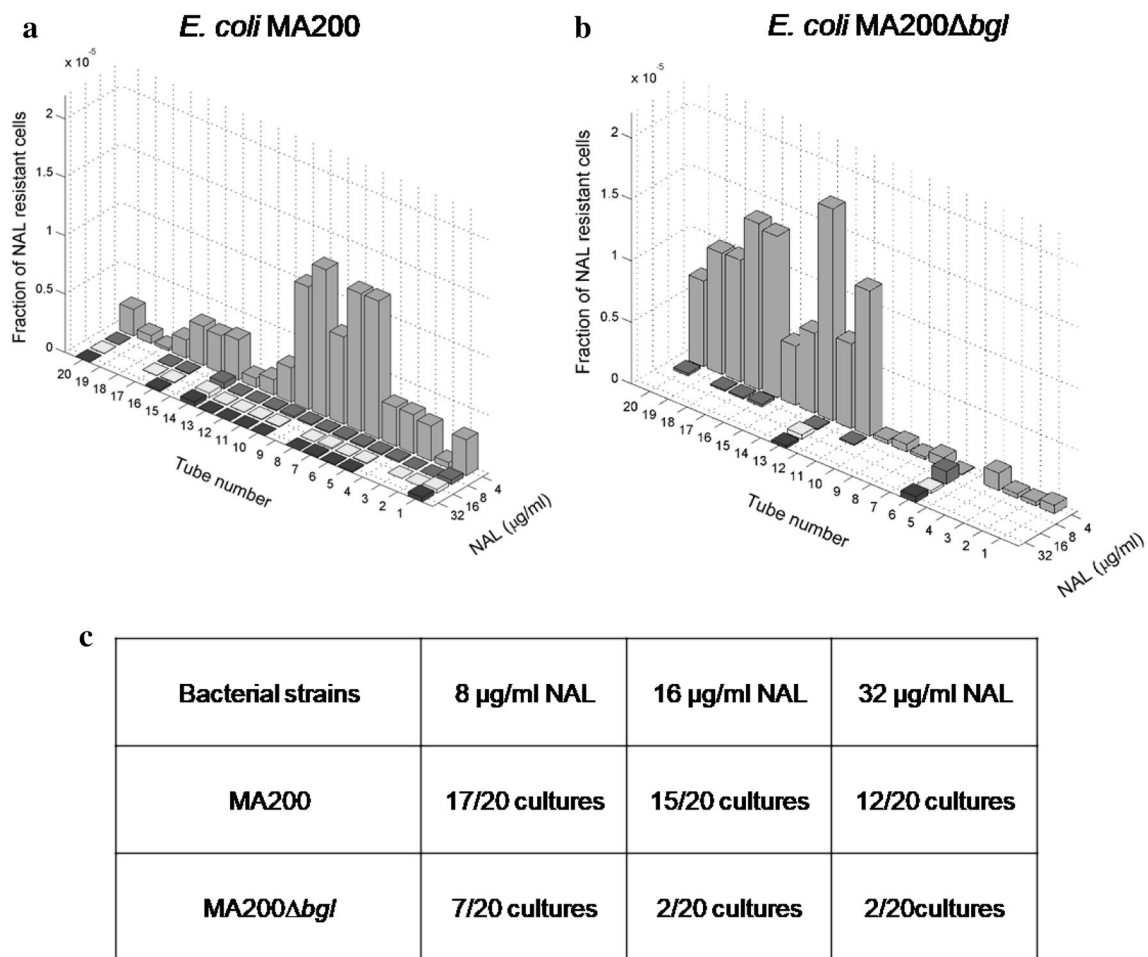 a
E. coli MA200
b
E. coli MA200Δbgl
x 10⁻⁵
2
1.5
1
0.5
0
Fraction of NAL resistant cells
20 19 18 17 16 15 14 13 12 11 10 9 8 7 6 5 4 3 2 1
Tube number
32 16 8 4
NAL (µg/ml)
x 10⁻⁵
2
1.5
1
0.5
0
Fraction of NAL resistant cells
20 19 18 17 16 15 14 13 12 11 10 9 8 7 6 5 4 3 2 1
Tube number
32 16 8 4
NAL (µg/ml)
c
Bacterial strains 8 µg/ml NAL 16 µg/ml NAL 32 µg/ml NAL
MA200 17/20 cultures 15/20 cultures 12/20 cultures
MA200Δbgl 7/20 cultures 2/20 cultures 2/20cultures